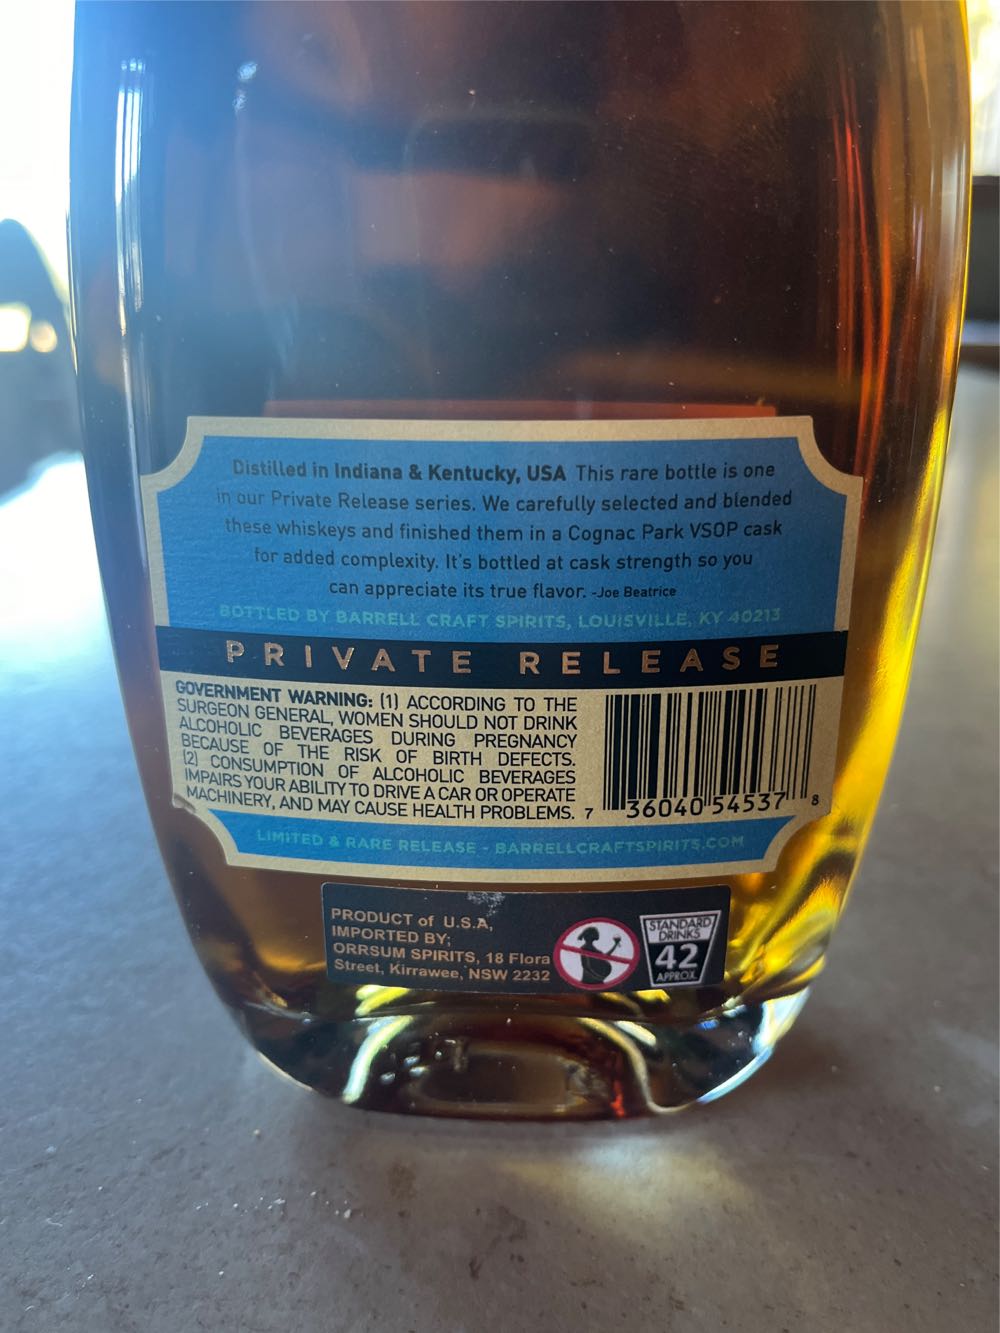 Distilled in Indiana & Kentucky, USA This rare bottle is one
in our Private Release series. We carefully selected and blended
these whiskeys and finished them in a Cognac Park VSOP cask
for added complexity. It's bottled at cask strength so you
can appreciate its true flavor. -Joe Beatrice
BOTTLED BY BARRELL CRAFT SPIRITS, LOUISVILLE, KY 40213
PRIVATE RELEASE
GOVERNMENT WARNING: (1) ACCORDING TO THE
SURGEON GENERAL, WOMEN SHOULD NOT DRINK
ALCOHOLIC BEVERAGES DURING PREGNANCY
BECAUSE OF THE RISK OF BIRTH DEFECTS.
(2) CONSUMPTION OF ALCOHOLIC BEVERAGES
IMPAIRS YOUR ABILITY TO DRIVE A CAR OR OPERATE
MACHINERY, AND MAY CAUSE HEALTH PROBLEMS.
7 36040 54537 8
LIMITED & RARE RELEASE - BARRELLCRAFTSPIRITS.COM
PRODUCT of U.S.A,
IMPORTED BY;
ORRSUM SPIRITS, 18 Flora
Street, Kirrawee, NSW 2232
STANDARD
DRINKS
42
APPROX.